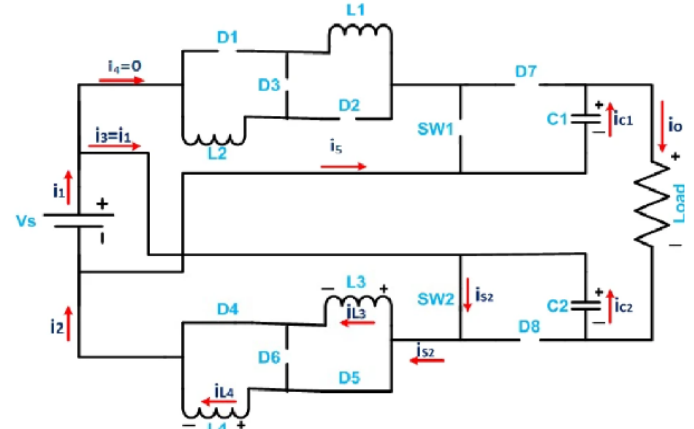 L1
D1
i4=0
D3
D7
D2
SW1
C1
ic1
io
L2
i3=i1
i5
Load
i1
Vs
L3
SW2
is2
C2
ic2
D4
iL3
i2
D6
D8
is2
D5
iL4
L4